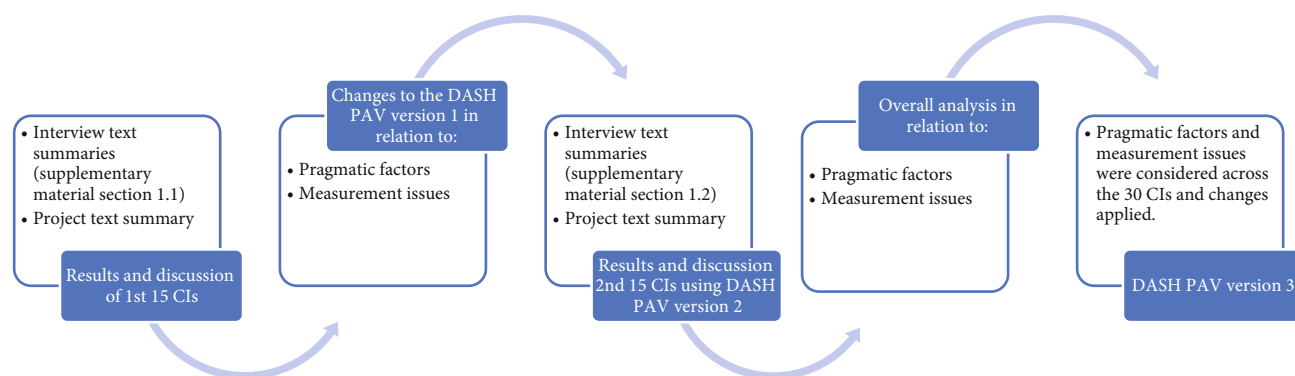 • Interview text
summaries
(supplementary
material section 1.1)
• Project text summary
Results and discussion
of 1st 15 CIs
Changes to the DASH
PAV version 1 in
relation to:
• Pragmatic factors
• Measurement issues
• Interview text
summaries
(supplementary
material section 1.2)
• Project text summary
Results and discussion
2nd 15 CIs using DASH
PAV version 2
Overall analysis in
relation to:
• Pragmatic factors
• Measurement issues
• Pragmatic factors and
measurement issues
were considered across
the 30 CIs and changes
applied.
DASH PAV version 3